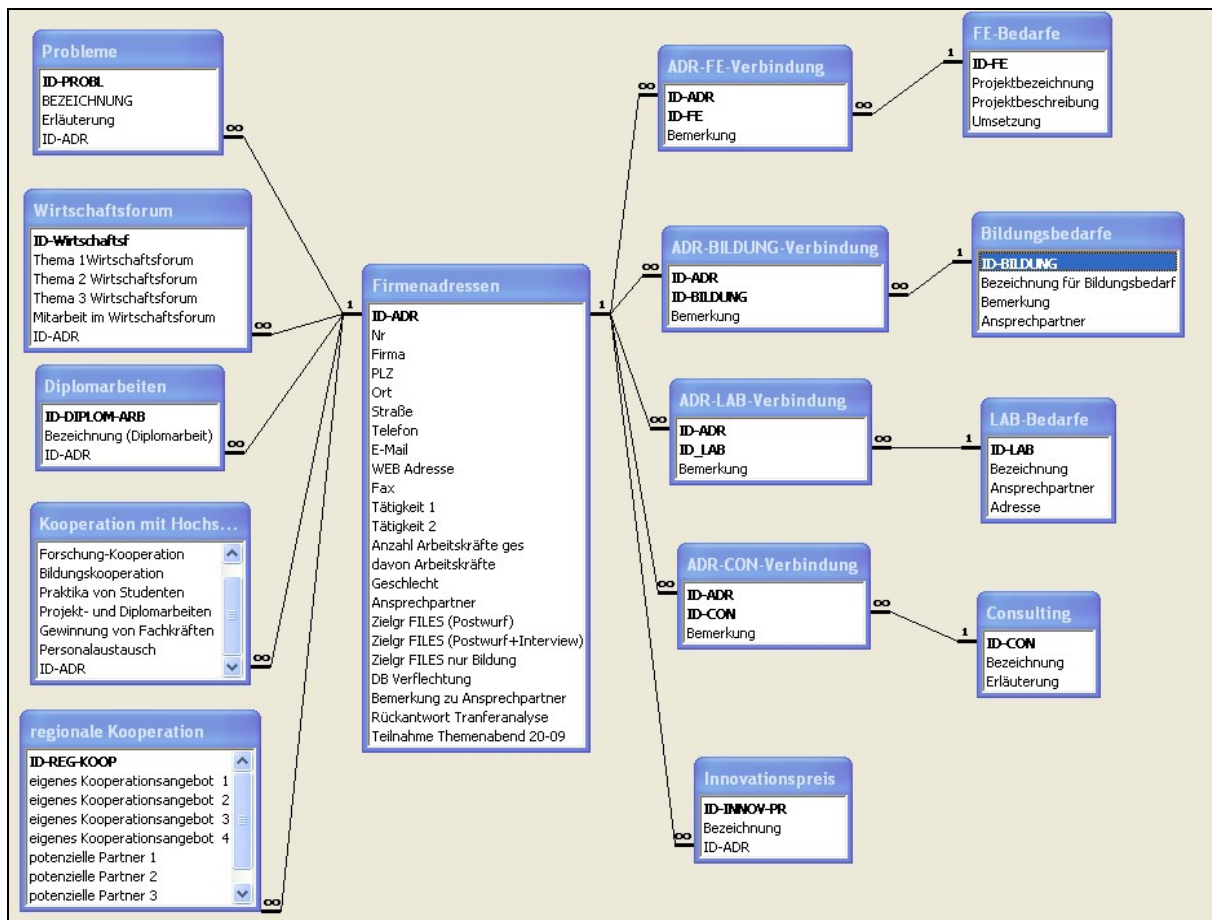 Probleme
ID-PROBL
BEZEICHNUNG
Erläuterung
ID-ADR
∞
Wirtschaftsforum
ID-Wirtschaftsf
Thema 1Wirtschaftsforum
Thema 2 Wirtschaftsforum
Thema 3 Wirtschaftsforum
Mitarbeit im Wirtschaftsforum
ID-ADR
∞
Diplomarbeiten
ID-DIPLOM-ARB
Bezeichnung (Diplomarbeit)
ID-ADR
∞
Kooperation mit Hochs...
Forschung-Kooperation
Bildungskooperation
Praktika von Studenten
Projekt- und Diplomarbeiten
Gewinnung von Fachkräften
Personalaustausch
ID-ADR
∞
regionale Kooperation
ID-REG-KOOP
eigenes Kooperationsangebot 1
eigenes Kooperationsangebot 2
eigenes Kooperationsangebot 3
eigenes Kooperationsangebot 4
potenzielle Partner 1
potenzielle Partner 2
potenzielle Partner 3
∞
1
Firmenadressen
1
ID-ADR
Nr
Firma
PLZ
Ort
Straße
Telefon
E-Mail
WEB Adresse
Fax
Tätigkeit 1
Tätigkeit 2
Anzahl Arbeitskräfte ges
davon Arbeitskräfte
Geschlecht
Ansprechpartner
Zielgr FILES (Postwurf)
Zielgr FILES (Postwurf+Interview)
Zielgr FILES nur Bildung
DB Verflechtung
Bemerkung zu Ansprechpartner
Rückantwort Tranferanalyse
Teilnahme Themenabend 20-09
ADR-FE-Verbindung
∞
ID-ADR
ID-FE
Bemerkung
∞
1
FE-Bedarfe
ID-FE
Projektbezeichnung
Projektbeschreibung
Umsetzung
ADR-BILDUNG-Verbindung
∞
ID-ADR
ID-BILDUNG
Bemerkung
∞
1
Bildungsbedarfe
ID-BILDUNG
Bezeichnung für Bildungsbedarf
Bemerkung
Ansprechpartner
ADR-LAB-Verbindung
∞
ID-ADR
ID_LAB
Bemerkung
∞
1
LAB-Bedarfe
ID-LAB
Bezeichnung
Ansprechpartner
Adresse
ADR-CON-Verbindung
∞
ID-ADR
ID-CON
Bemerkung
∞
1
Consulting
ID-CON
Bezeichnung
Erläuterung
Innovationspreis
ID-INNOV-PR
Bezeichnung
ID-ADR
∞